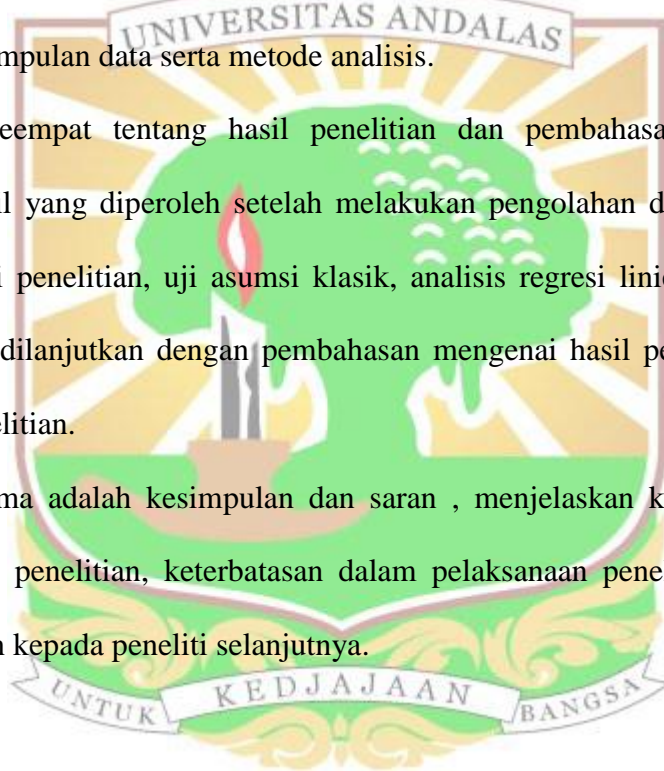 UNIVERSITAS ANDALAS
mpulan data serta metode analisis.
eempat tentang hasil penelitian dan pembahasa
il yang diperoleh setelah melakukan pengolahan d
i penelitian, uji asumsi klasik, analisis regresi lini
dilanjutkan dengan pembahasan mengenai hasil pe
elitian.
ma adalah kesimpulan dan saran , menjelaskan k
penelitian, keterbatasan dalam pelaksanaan pene
n kepada peneliti selanjutnya.
UNTUK KEDJAJAAN BANGSA